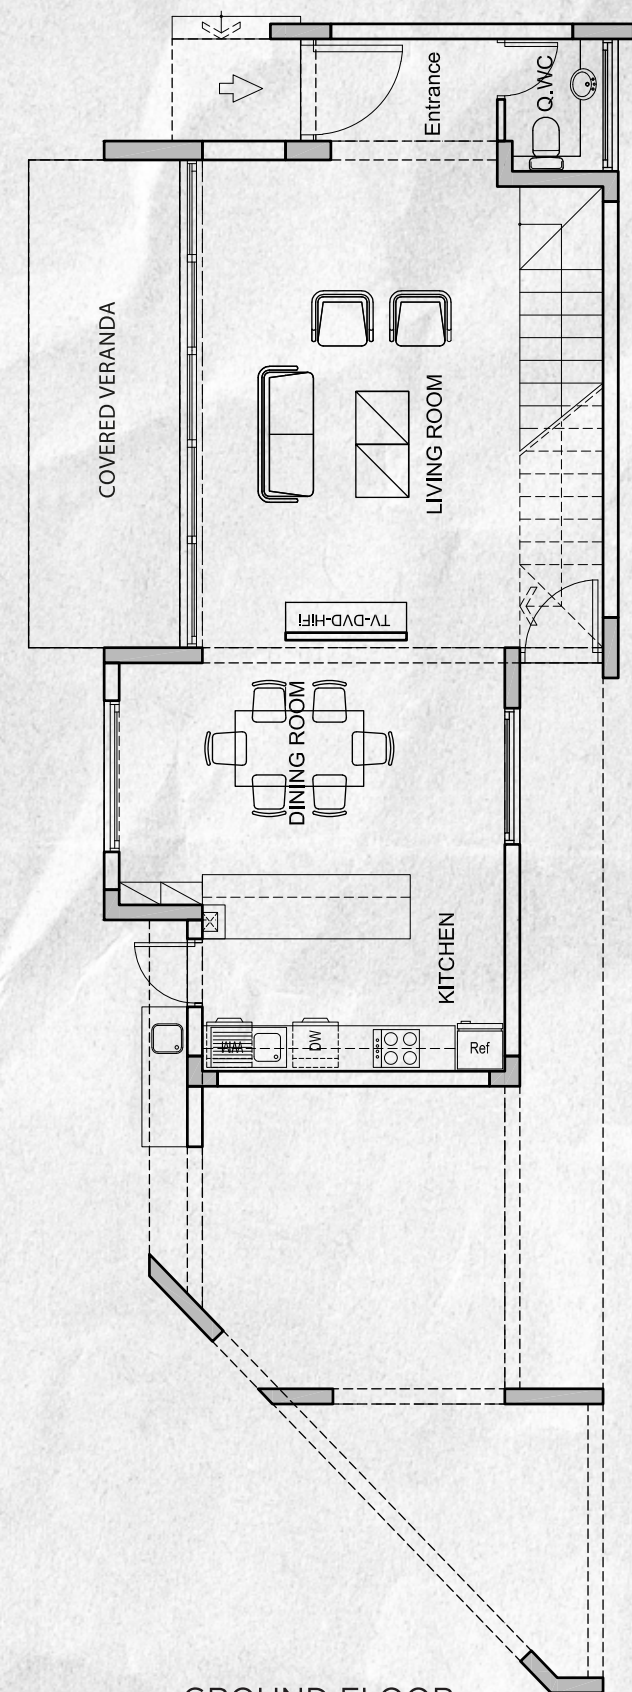 Entrance
Q.WC
COVERED VERANDA
LIVING ROOM
TV-DVD-HiFi
DINING ROOM
KITCHEN
WM
DW
Ref
GROUND FLOOR